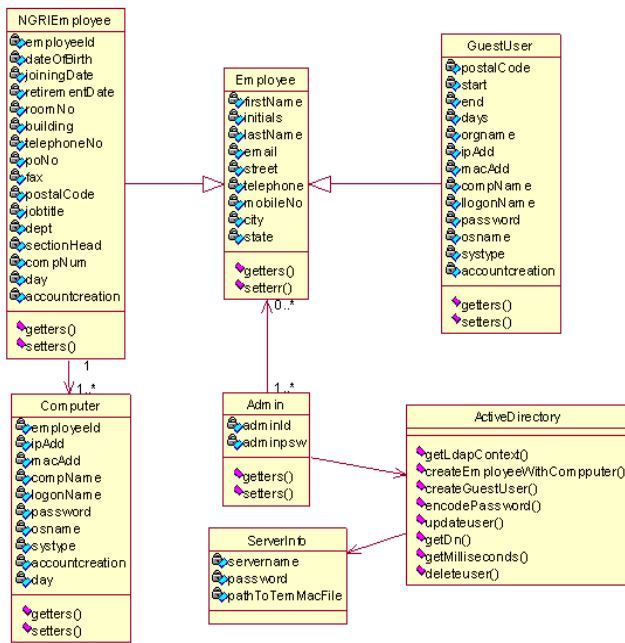 NGRIEmployee
employeeId
dateOfBirth
joiningDate
retirementDate
roomNo
building
telephoneNo
poNo
fax
postalCode
jobtitle
dept
sectionHead
compNum
day
accountcreation
getters()
setters()
Employee
firstName
initials
lastName
email
street
telephone
mobileNo
city
state
getters()
setterr()
0..*
GuestUser
postalCode
start
end
days
orgname
ipAdd
macAdd
compName
llogonName
password
osname
systype
accountcreation
getters()
setters()
1
1..*
Computer
employeeId
ipAdd
macAdd
compName
logonName
password
osname
systype
accountcreation
day
getters()
setters()
1..*
Admin
adminId
adminpsw
getters()
setters()
ActiveDirectory
getLdapContext()
createEmployeeWithCompputer()
createGuestUser()
encodePassword()
updateuser()
getDn()
getMilliseconds()
deleteuser()
ServerInfo
servername
password
pathToTemMacFile